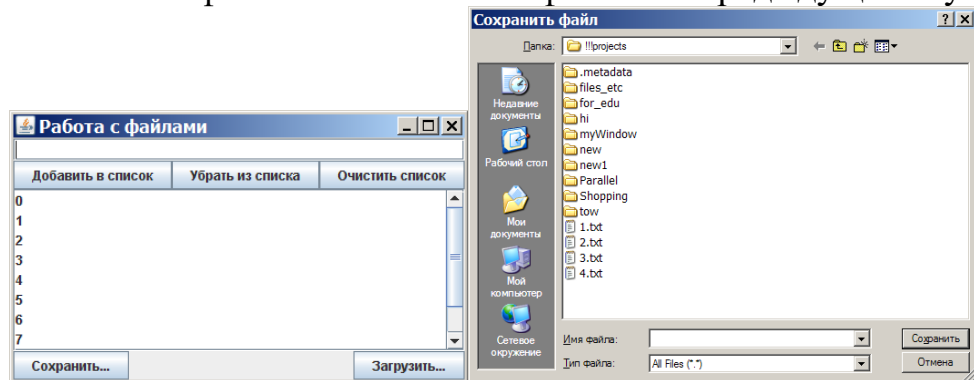 Сохранить файл
Папка: !!!projects
.metadata
files_etc
for_edu
hi
myWindow
new
new1
Parallel
Shopping
tow
1.txt
2.txt
3.txt
4.txt
Недавние документы
Рабочий стол
Мои документы
Мой компьютер
Сетевое окружение
Имя файла:
Сохранить
Тип файла: All Files (*.*)
Отмена
Работа с файлами
Добавить в список Убрать из списка Очистить список
0
1
2
3
4
5
6
7
Сохранить... Загрузить...